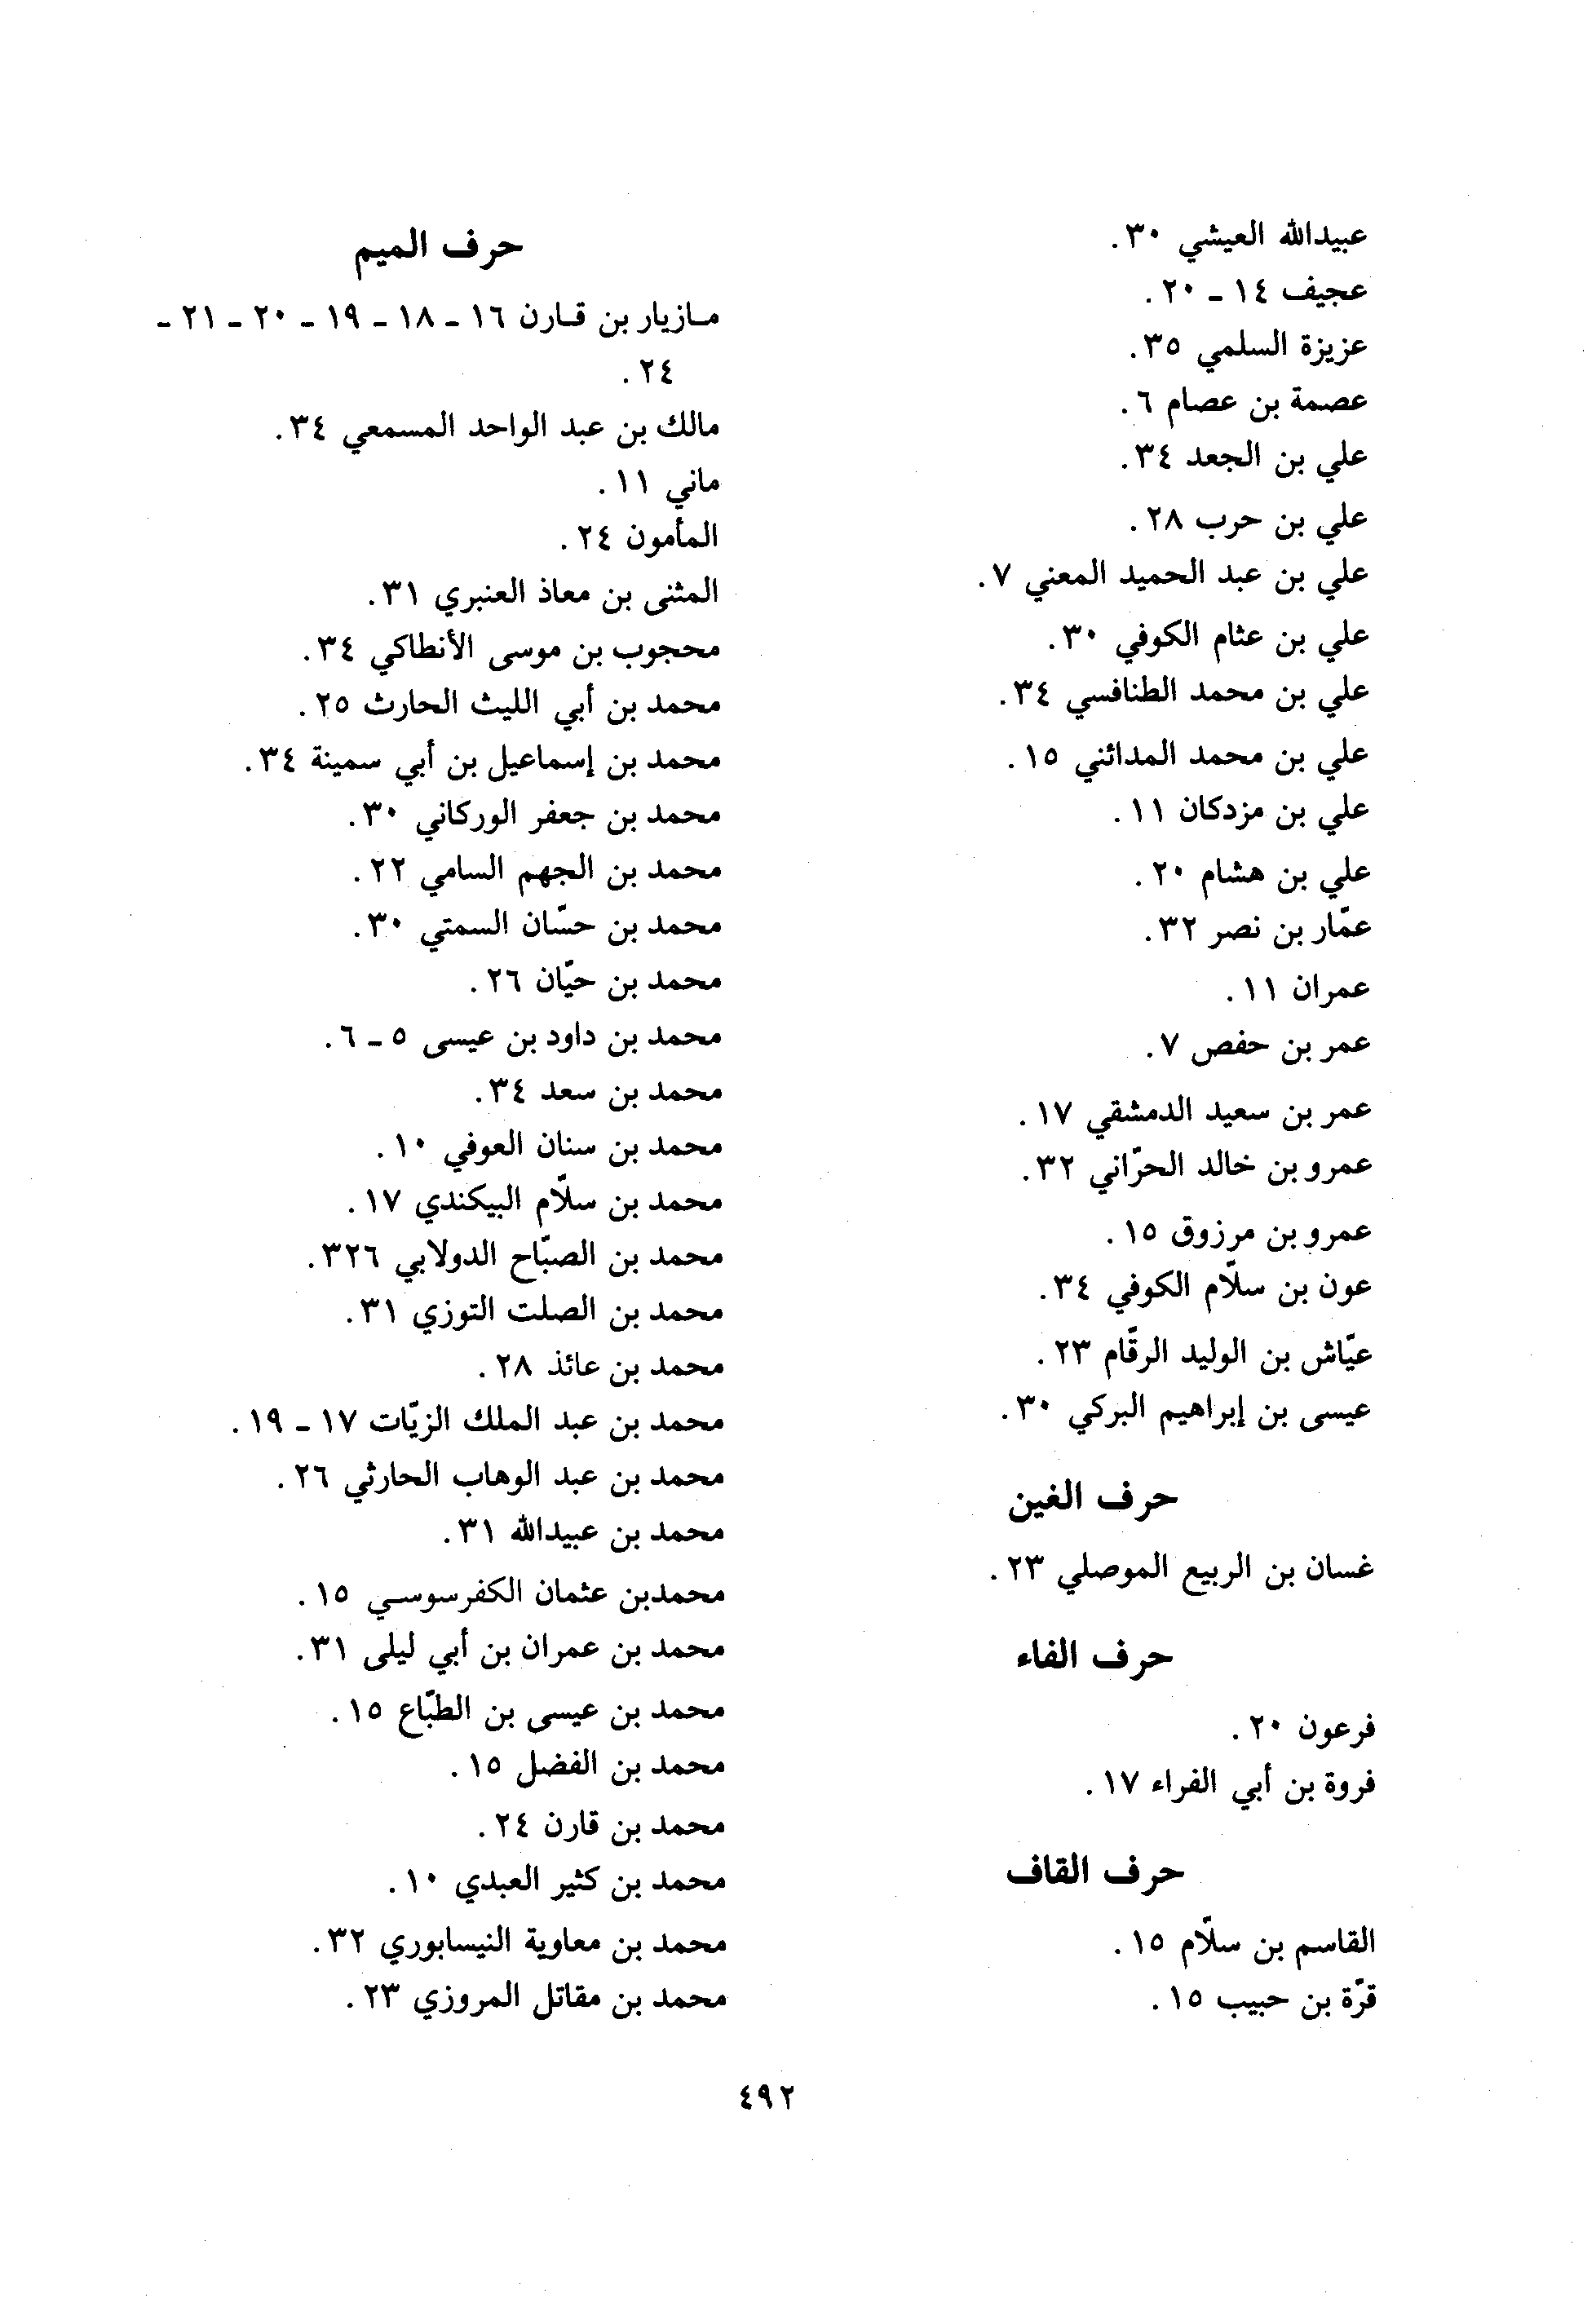 عبيدالله العيشي ٣٠.
عجيف ١٤ - ٢٠.
عزيزة السلمي ٣٥.
عصمة بن عصام ٦.
علي بن الجعد ٣٤.
علي بن حرب ٢٨.
علي بن عبد الحميد المعني ٧.
علي بن عثام الكوفي ٣٠.
علي بن محمد الطنافسي ٣٤.
علي بن محمد المدائني ١٥.
علي بن مزدكان ١١.
علي بن هشام ٢٠.
عمّار بن نصر ٣٢.
عمران ١١.
عمر بن حفص ٧.
عمر بن سعيد الدمشقي ١٧.
عمرو بن خالد الحرّاني ٣٢.
عمرو بن مرزوق ١٥.
عون بن سلّام الكوفي ٣٤.
عيّاش بن الوليد الرقّام ٢٣.
عيسى بن إبراهيم البركي ٣٠.
حرف الغين
غسان بن الربيع الموصلي ٢٣.
حرف الفاء
فرعون ٢٠.
فروة بن أبي الفراء ١٧.
حرف القاف
القاسم بن سلّام ١٥.
قرّة بن حبيب ١٥.
حرف الميم
مـازيار بن قـارن ١٦ - ١٨ - ١٩ - ٢٠ - ٢١ -
٢٤.
مالك بن عبد الواحد المسمعي ٣٤.
ماني ١١.
المأمون ٢٤.
المثنى بن معاذ العنبري ٣١.
محجوب بن موسى الأنطاكي ٣٤.
محمد بن أبي الليث الحارث ٢٥.
محمد بن إسماعيل بن أبي سمينة ٣٤.
محمد بن جعفر الوركاني ٣٠.
محمد بن الجهم السامي ٢٢.
محمد بن حسّان السمتي ٣٠.
محمد بن حيّان ٢٦.
محمد بن داود بن عيسى ٥ - ٦.
محمد بن سعد ٣٤.
محمد بن سنان العوفي ١٠.
محمد بن سلّام البيكندي ١٧.
محمد بن الصبّاح الدولابي ٣٢٦.
محمد بن الصلت التوزي ٣١.
محمد بن عائذ ٢٨.
محمد بن عبد الملك الزيّات ١٧ - ١٩.
محمد بن عبد الوهاب الحارثي ٢٦.
محمد بن عبيدالله ٣١.
محمدبن عثمان الكفرسوسـي ١٥.
محمد بن عمران بن أبي ليلى ٣١.
محمد بن عيسى بن الطبّاع ١٥.
محمد بن الفضل ١٥.
محمد بن قارن ٢٤.
محمد بن كثير العبدي ١٠.
محمد بن معاوية النيسابوري ٣٢.
محمد بن مقاتل المروزي ٢٣.
٤٩٢